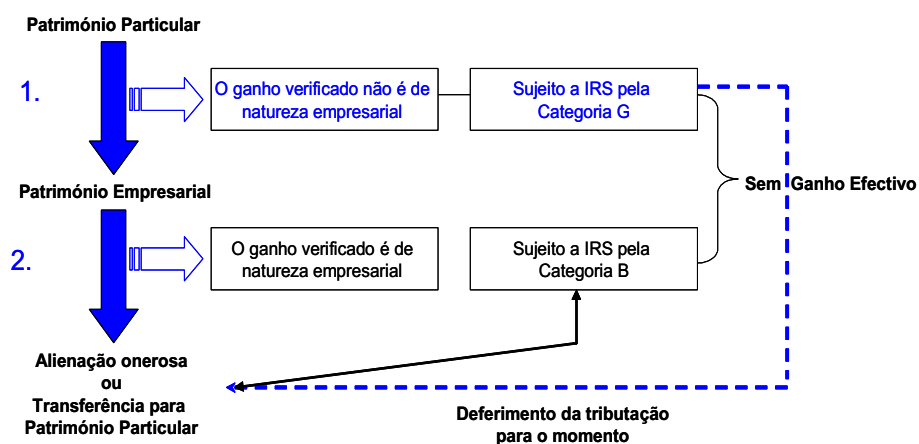 Património Particular
1.
O ganho verificado não é de
natureza empresarial
Sujeito a IRS pela
Categoria G
Sem Ganho Efectivo
Património Empresarial
2.
O ganho verificado é de
natureza empresarial
Sujeito a IRS pela
Categoria B
Alienação onerosa
ou
Transferência para
Património Particular
Deferimento da tributação
para o momento